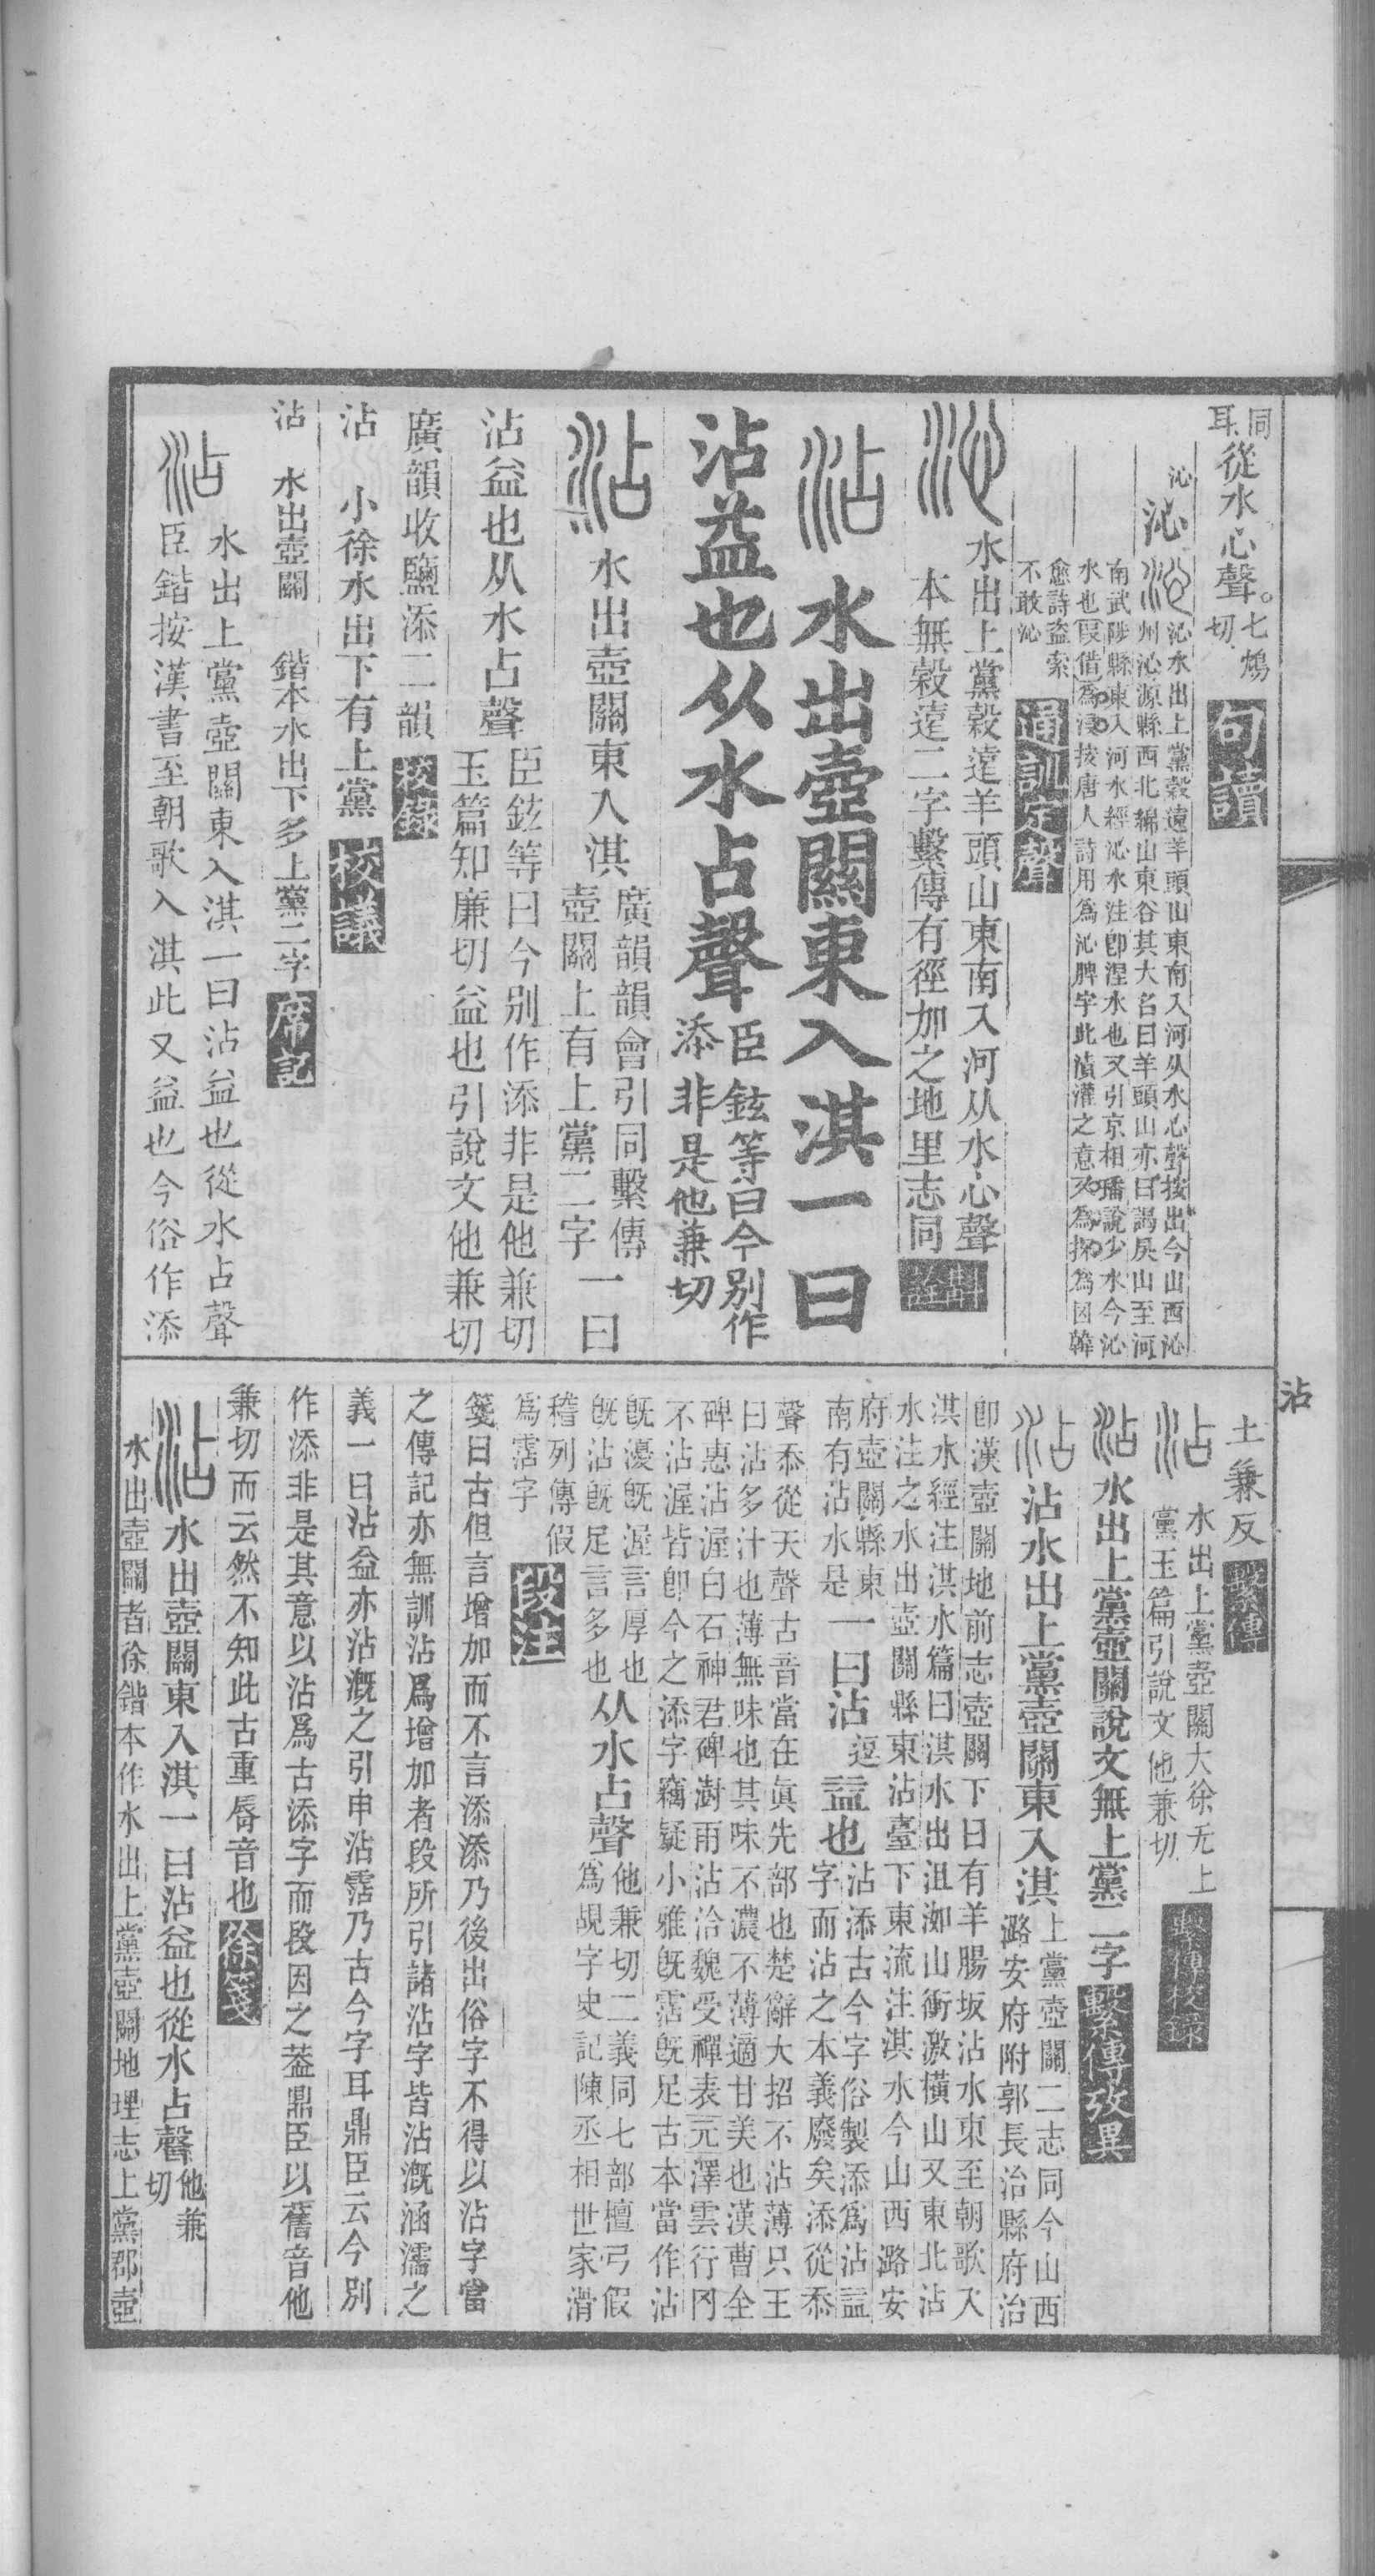 同
耳
從水心聲。
七鴆
切
句讀
沁
沁
沁水出上黨穀遠羊頭山東南入河从水心聲按出今山西沁
州沁源縣西北綿山東谷其大名曰羊頭山亦曰謁戾山至河
南武陟縣東入河水經沁水注卽涅水也又引京相璠說少水今沁
水也叚借爲浸按唐人詩用爲沁脾字此漬灌之意又爲探爲因韓
愈詩盜索
不敢沁
通訓定聲
水出上黨穀遠羊頭山東南入河从水心聲
本無穀遠二字繫傳有徑加之地里志同
斠詮
沾
水出壺關東入淇一曰
沾益也从水占聲
臣鉉等曰今別作
添非是他兼切
沾
水出壺關東入淇
廣韻韻會引同繫傳
壺關上有上黨二字
一曰
沾益也从水占聲
臣鉉等曰今別作添非是他兼切
玉篇知廉切益也引說文他兼切
廣韻收鹽添二韻
校錄
沾 小徐水出下有上黨
校議
沾 水出壺關 鍇本水出下多上黨二字
席記
沾
水出上黨壺關東入淇一曰沾益也從水占聲
臣鍇按漢書至朝歌入淇此又益也今俗作添
沾
土兼反
繫傳
沾
水出上黨壺關大徐无上
黨玉篇引說文他兼切
繫傳校錄
沾
水出上黨壺關說文無上黨二字
繫傳攷異
沾
沾水出上黨壺關東入淇
上黨壺關二志同今山西
潞安府附郭長治縣府治
卽漢壺關地前志壺關下曰有羊腸坂沾水東至朝歌入
淇水經注淇水篇曰淇水出沮洳山衝激橫山又東北沾
水注之水出壺關縣東沾臺下東流注淇水今山西潞安
府壺關縣東
南有沾水是
一曰沾
逗
益也
沾添古今字俗製添爲沾益
字而沾之本義廢矣添從忝
聲忝從天聲古音當在眞先部也楚辭大招不沾薄只王
曰沾多汁也薄無味也其味不濃不薄適甘美也漢曹全
碑惠沾渥白石神君碑澍雨沾洽魏受禪表元澤雲行罔
不沾渥皆卽今之添字竊疑小雅旣霑旣足古本當作沾
旣瀀旣渥言厚也
旣沾旣足言多也
从水占聲
他兼切二義同七部檀弓假
爲覘字史記陳丞相世家滑
稽列傳假
爲霑字
段注
箋曰古但言增加而不言添添乃後出俗字不得以沾字當
之傳記亦無訓沾爲增加者段所引諸沾字皆沾漑涵濡之
義一曰沾益亦沾漑之引申沾霑乃古今字耳鼎臣云今別
作添非是其意以沾爲古添字而段因之葢鼎臣以舊音他
兼切而云然不知此古重脣音也
徐箋
沾
水出壺關東入淇一曰沾益也從水占聲
他兼
切
水出壺關者徐鍇本作水出上黨壺關地理志上黨郡壺